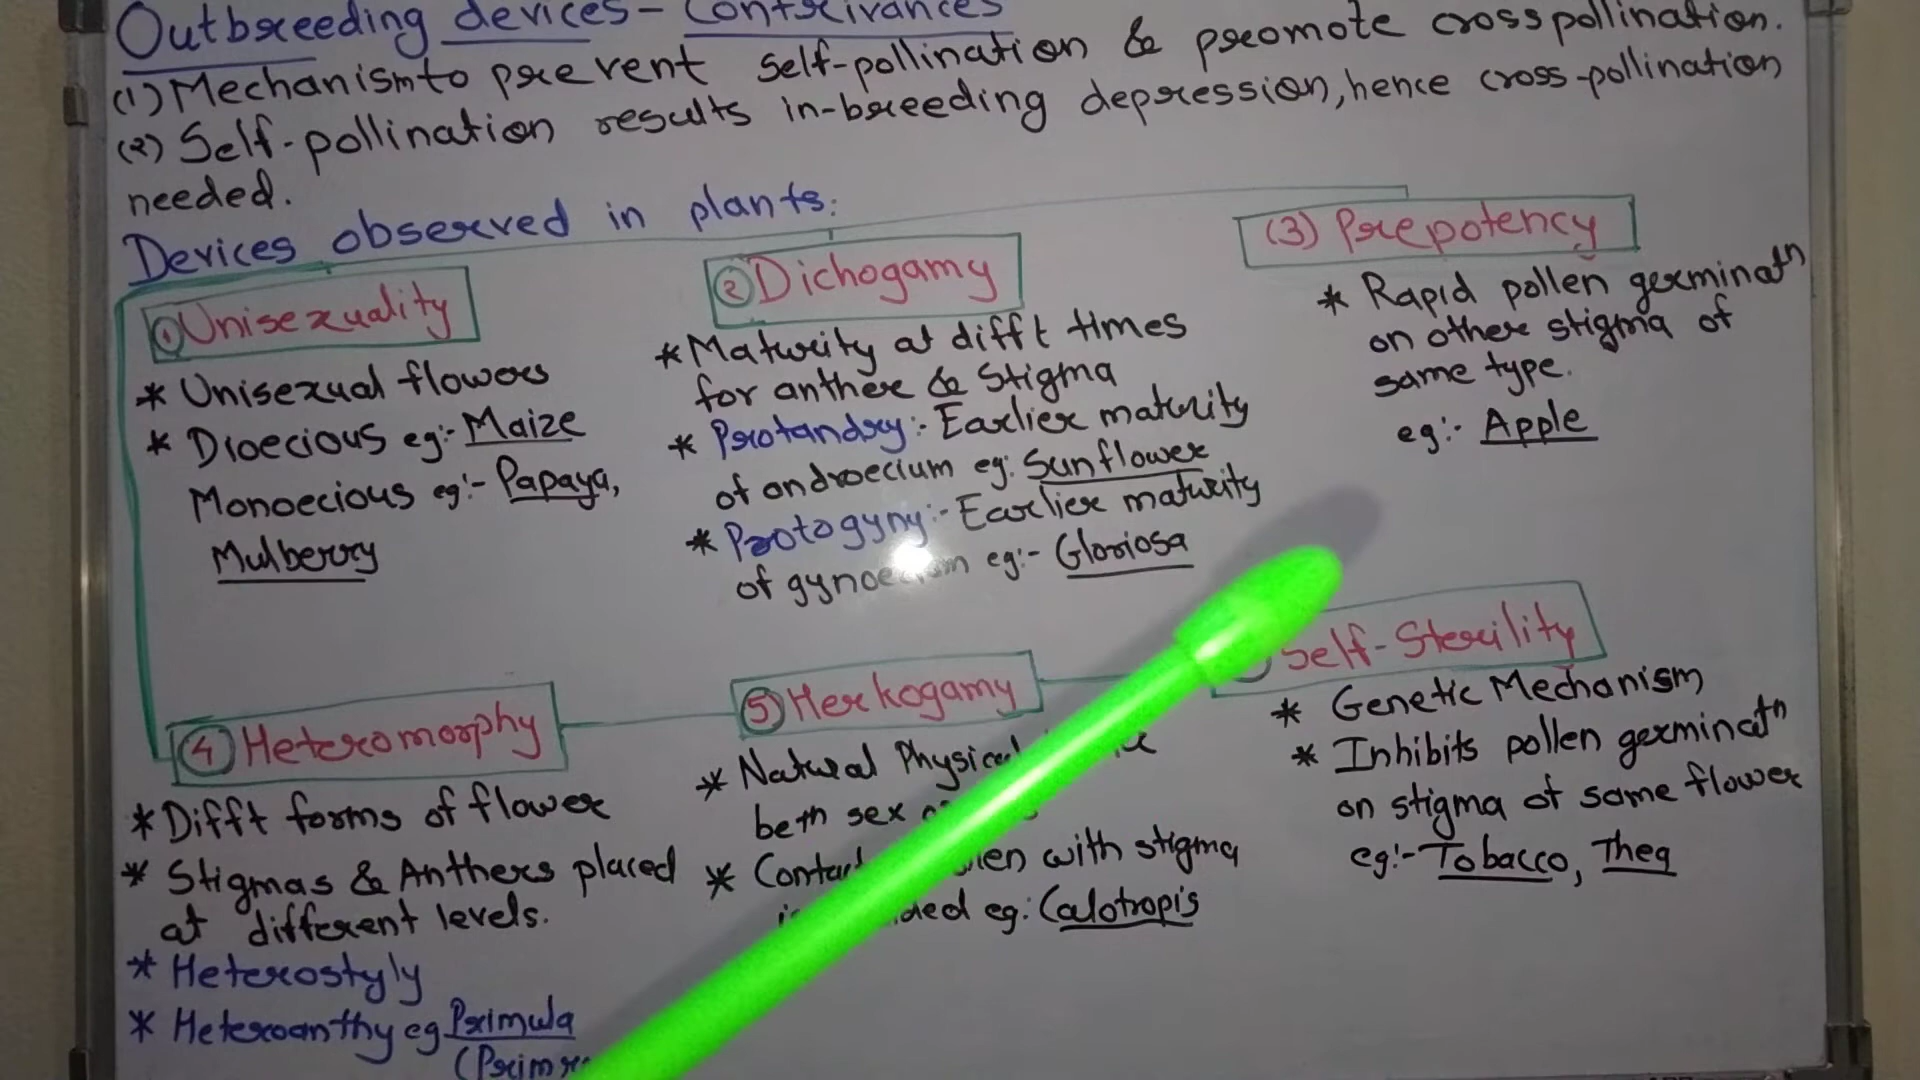 Outbreeding devices - Contrivances
(1) Mechanism to prevent self-pollination & promote cross pollination.
(2) Self-pollination results in-breeding depression, hence cross-pollination
needed.
Devices observed in plants:
① Unisexuality
* Unisexual flowers
* Dioecious eg:- Maize
Monoecious eg:- Papaya,
Mulberry
② Dichogamy
* Maturity at difft times
for anther & Stigma
* Protandry:- Earlier maturity
of androecium eg: Sunflower
* Protogyny:- Earlier maturity
of eg:- Gloriosa
(3) Prepotency
* Rapid pollen germinatn
on other stigma of
same type.
eg:- Apple
④ Heteromorphy
* Difft forms of flower
* Stigmas & Anthers placed
at different levels.
* Heterostyly
* Heteroanthy eg Primula
⑤ Herkogamy
* Natural
betn sex
* with stigma
eg: Calotropis
Self-Sterility
* Genetic Mechanism
* Inhibits pollen germinatn
on stigma of same flower
eg:- Tobacco, Thea